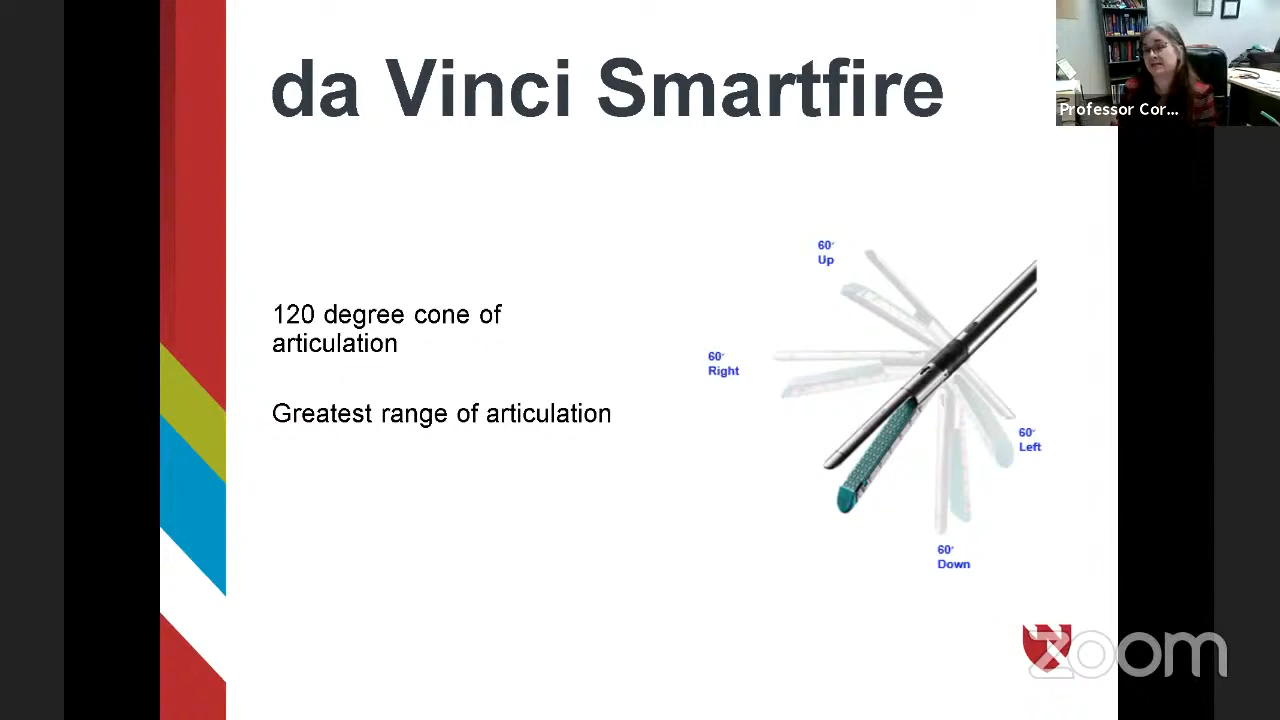 da Vinci Smartfire
Professor Cor...
60°
Up
120 degree cone of
articulation
60°
Right
Greatest range of articulation
60°
Left
60°
Down
zoom